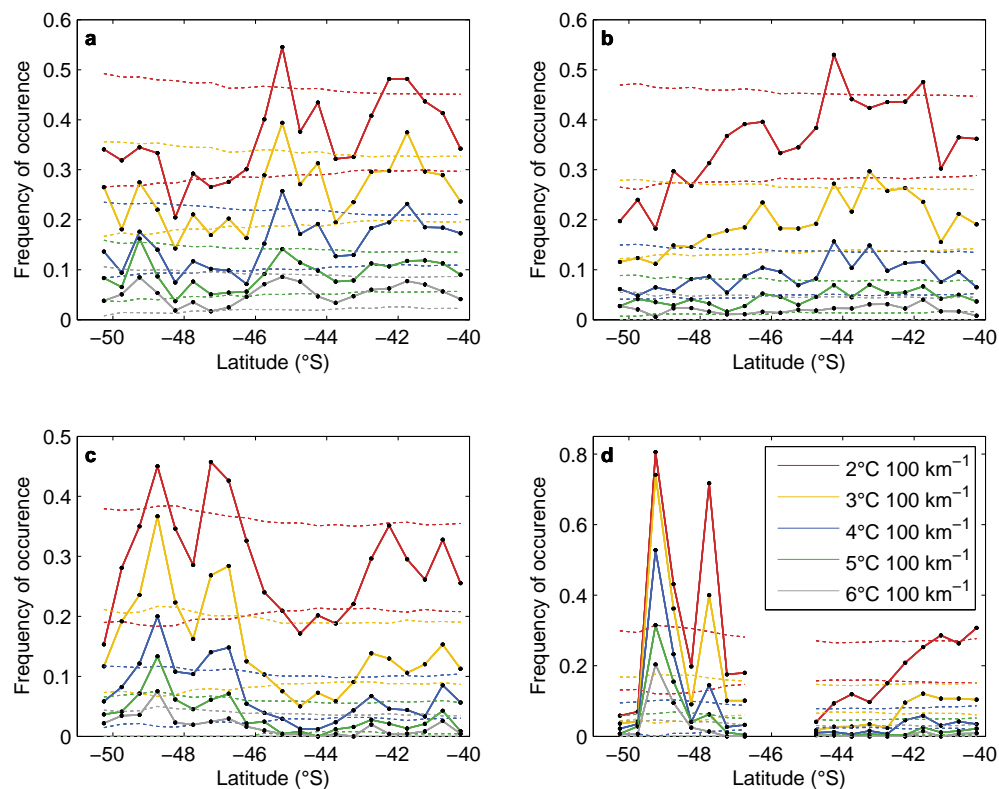 a
0.6
0.5
0.4
0.3
0.2
0.1
0
Frequency of occurence
−50 −48 −46 −44 −42 −40
Latitude (°S)
b
0.6
0.5
0.4
0.3
0.2
0.1
0
Frequency of occurence
−50 −48 −46 −44 −42 −40
Latitude (°S)
c
0.5
0.4
0.3
0.2
0.1
0
Frequency of occurence
−50 −48 −46 −44 −42 −40
Latitude (°S)
d
0.8
0.6
0.4
0.2
0
Frequency of occurence
−50 −48 −46 −44 −42 −40
Latitude (°S)
2°C 100 km⁻¹
3°C 100 km⁻¹
4°C 100 km⁻¹
5°C 100 km⁻¹
6°C 100 km⁻¹